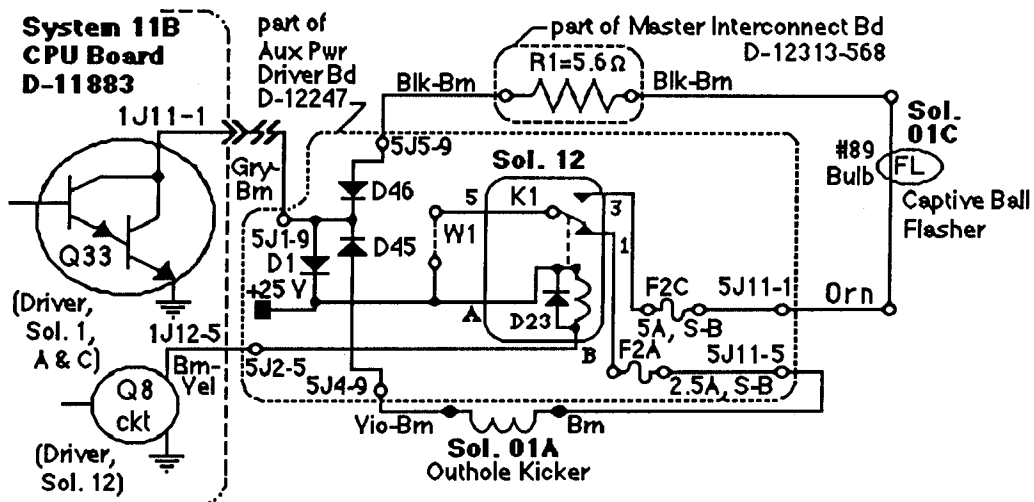 System 11B
CPU Board
D-11883
part of
Aux Pwr
Driver Bd
D-12247
part of Master Interconnect Bd
D-12313-568
R1=5.6Ω
Blk-Brn
Blk-Brn
1J11-1
Sol.
01C
5J5-9
Sol. 12
#89
Bulb
FL
Gry-
Brn
D46
5
K1
3
Captive Ball
Flasher
Q33
5J1-9
D45
W1
1
D1
+25 V
F2C
5J11-1
Orn
(Driver,
Sol. 1,
A & C)
A
D23
5A, S-B
1J12-5
B
F2A
5J11-5
Brn-
Yel
5J2-5
5J4-9
2.5A, S-B
Q8
ckt
Vio-Brn
Brn
Sol. 01A
Outhole Kicker
(Driver,
Sol. 12)